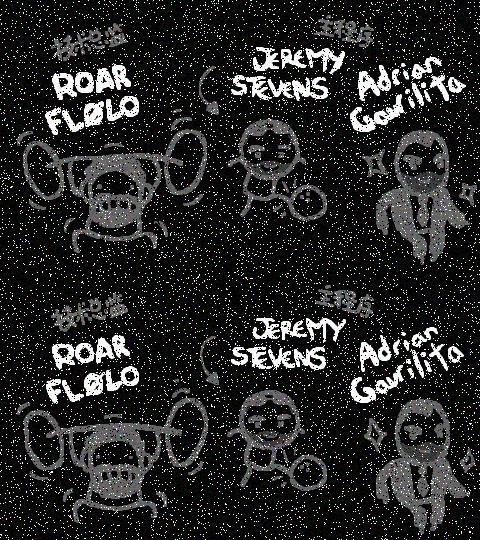 ROAR
FLØLO
JEREMY
STEVENS
Adrian
Gavrilita
ROAR
FLØLO
JEREMY
STEVENS
Adrian
Gavrilita